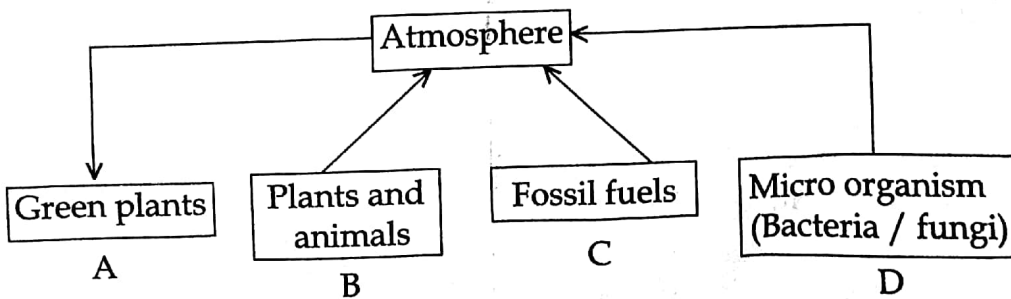 Atmosphere
Green plants
A
Plants and
animals
B
Fossil fuels
C
Micro organism
(Bacteria / fungi)
D